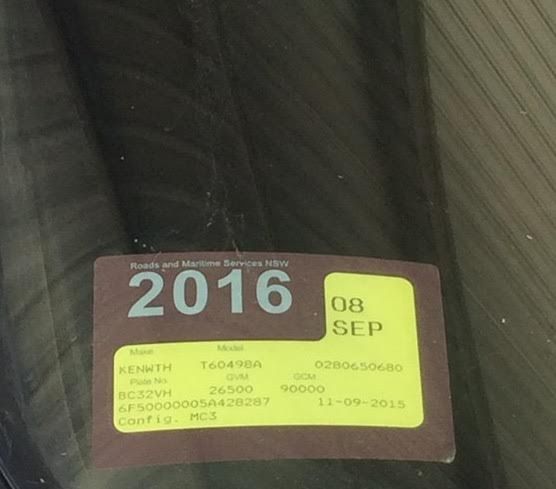 Roads and Maritime Services NSW
2016
08
SEP
Make Model
KENWTH T60498A 0280650680
Plate No. GVM GCM
BC32VH 26500 90000
6F50000005A428287 11-09-2015
Config. MC3